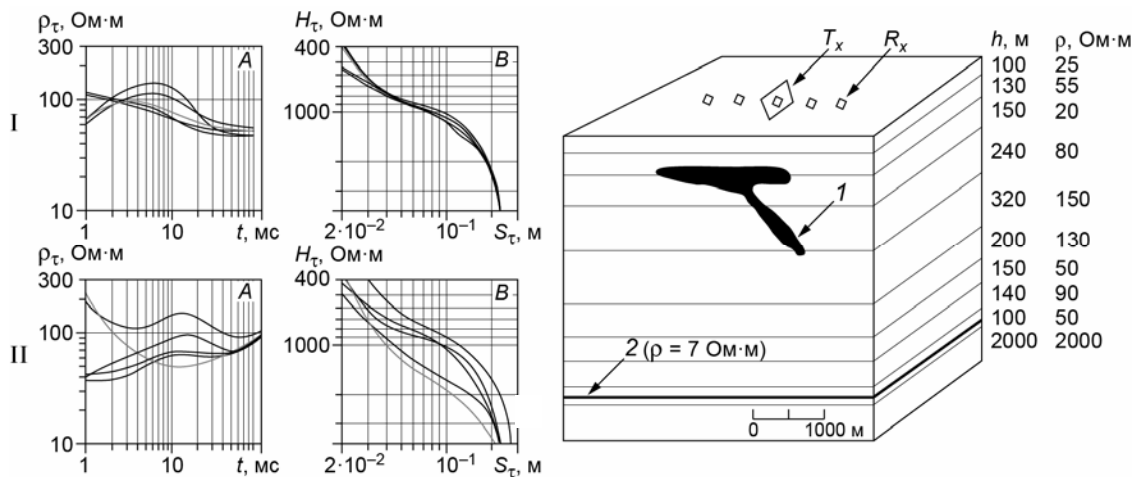 ρτ, Ом·м
300
A
100
10
1
10
t, мс
I
Hτ, Ом·м
400
B
1000
2·10⁻²
10⁻¹
Sτ, м
ρτ, Ом·м
300
A
100
10
1
10
t, мс
II
Hτ, Ом·м
400
B
1000
2·10⁻²
10⁻¹
Sτ, м
Tx
Rx
1
2 (ρ = 7 Ом·м)
0 1000 м
h, м ρ, Ом·м
100 25
130 55
150 20
240 80
320 150
200 130
150 50
140 90
100 50
2000 2000